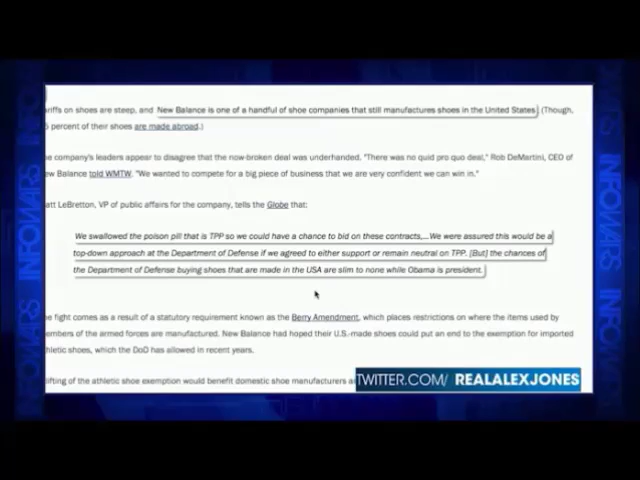 ariffs on shoes are steep, and New Balance is one of a handful of shoe companies that still manufactures shoes in the United States. (Though,
5 percent of their shoes are made abroad.)
e company's leaders appear to disagree that the now-broken deal was underhanded. "There was no quid pro quo deal," Rob DeMartini, CEO of
ew Balance told WMTW. "We wanted to compete for a big piece of business that we are very confident we can win in."
att LeBretton, VP of public affairs for the company, tells the Globe that:
We swallowed the poison pill that is TPP so we could have a chance to bid on these contracts,...We were assured this would be a
top-down approach at the Department of Defense if we agreed to either support or remain neutral on TPP. [But] the chances of
the Department of Defense buying shoes that are made in the USA are slim to none while Obama is president.
e fight comes as a result of a statutory requirement known as the Berry Amendment, which places restrictions on where the items used by
embers of the armed forces are manufactured. New Balance had hoped their U.S.-made shoes could put an end to the exemption for imported
hletic shoes, which the DoD has allowed in recent years.
lifting of the athletic shoe exemption would benefit domestic shoe manufacturers
TWITTER.COM/ REALALEXJONES
INFOWARS
INFOWARS